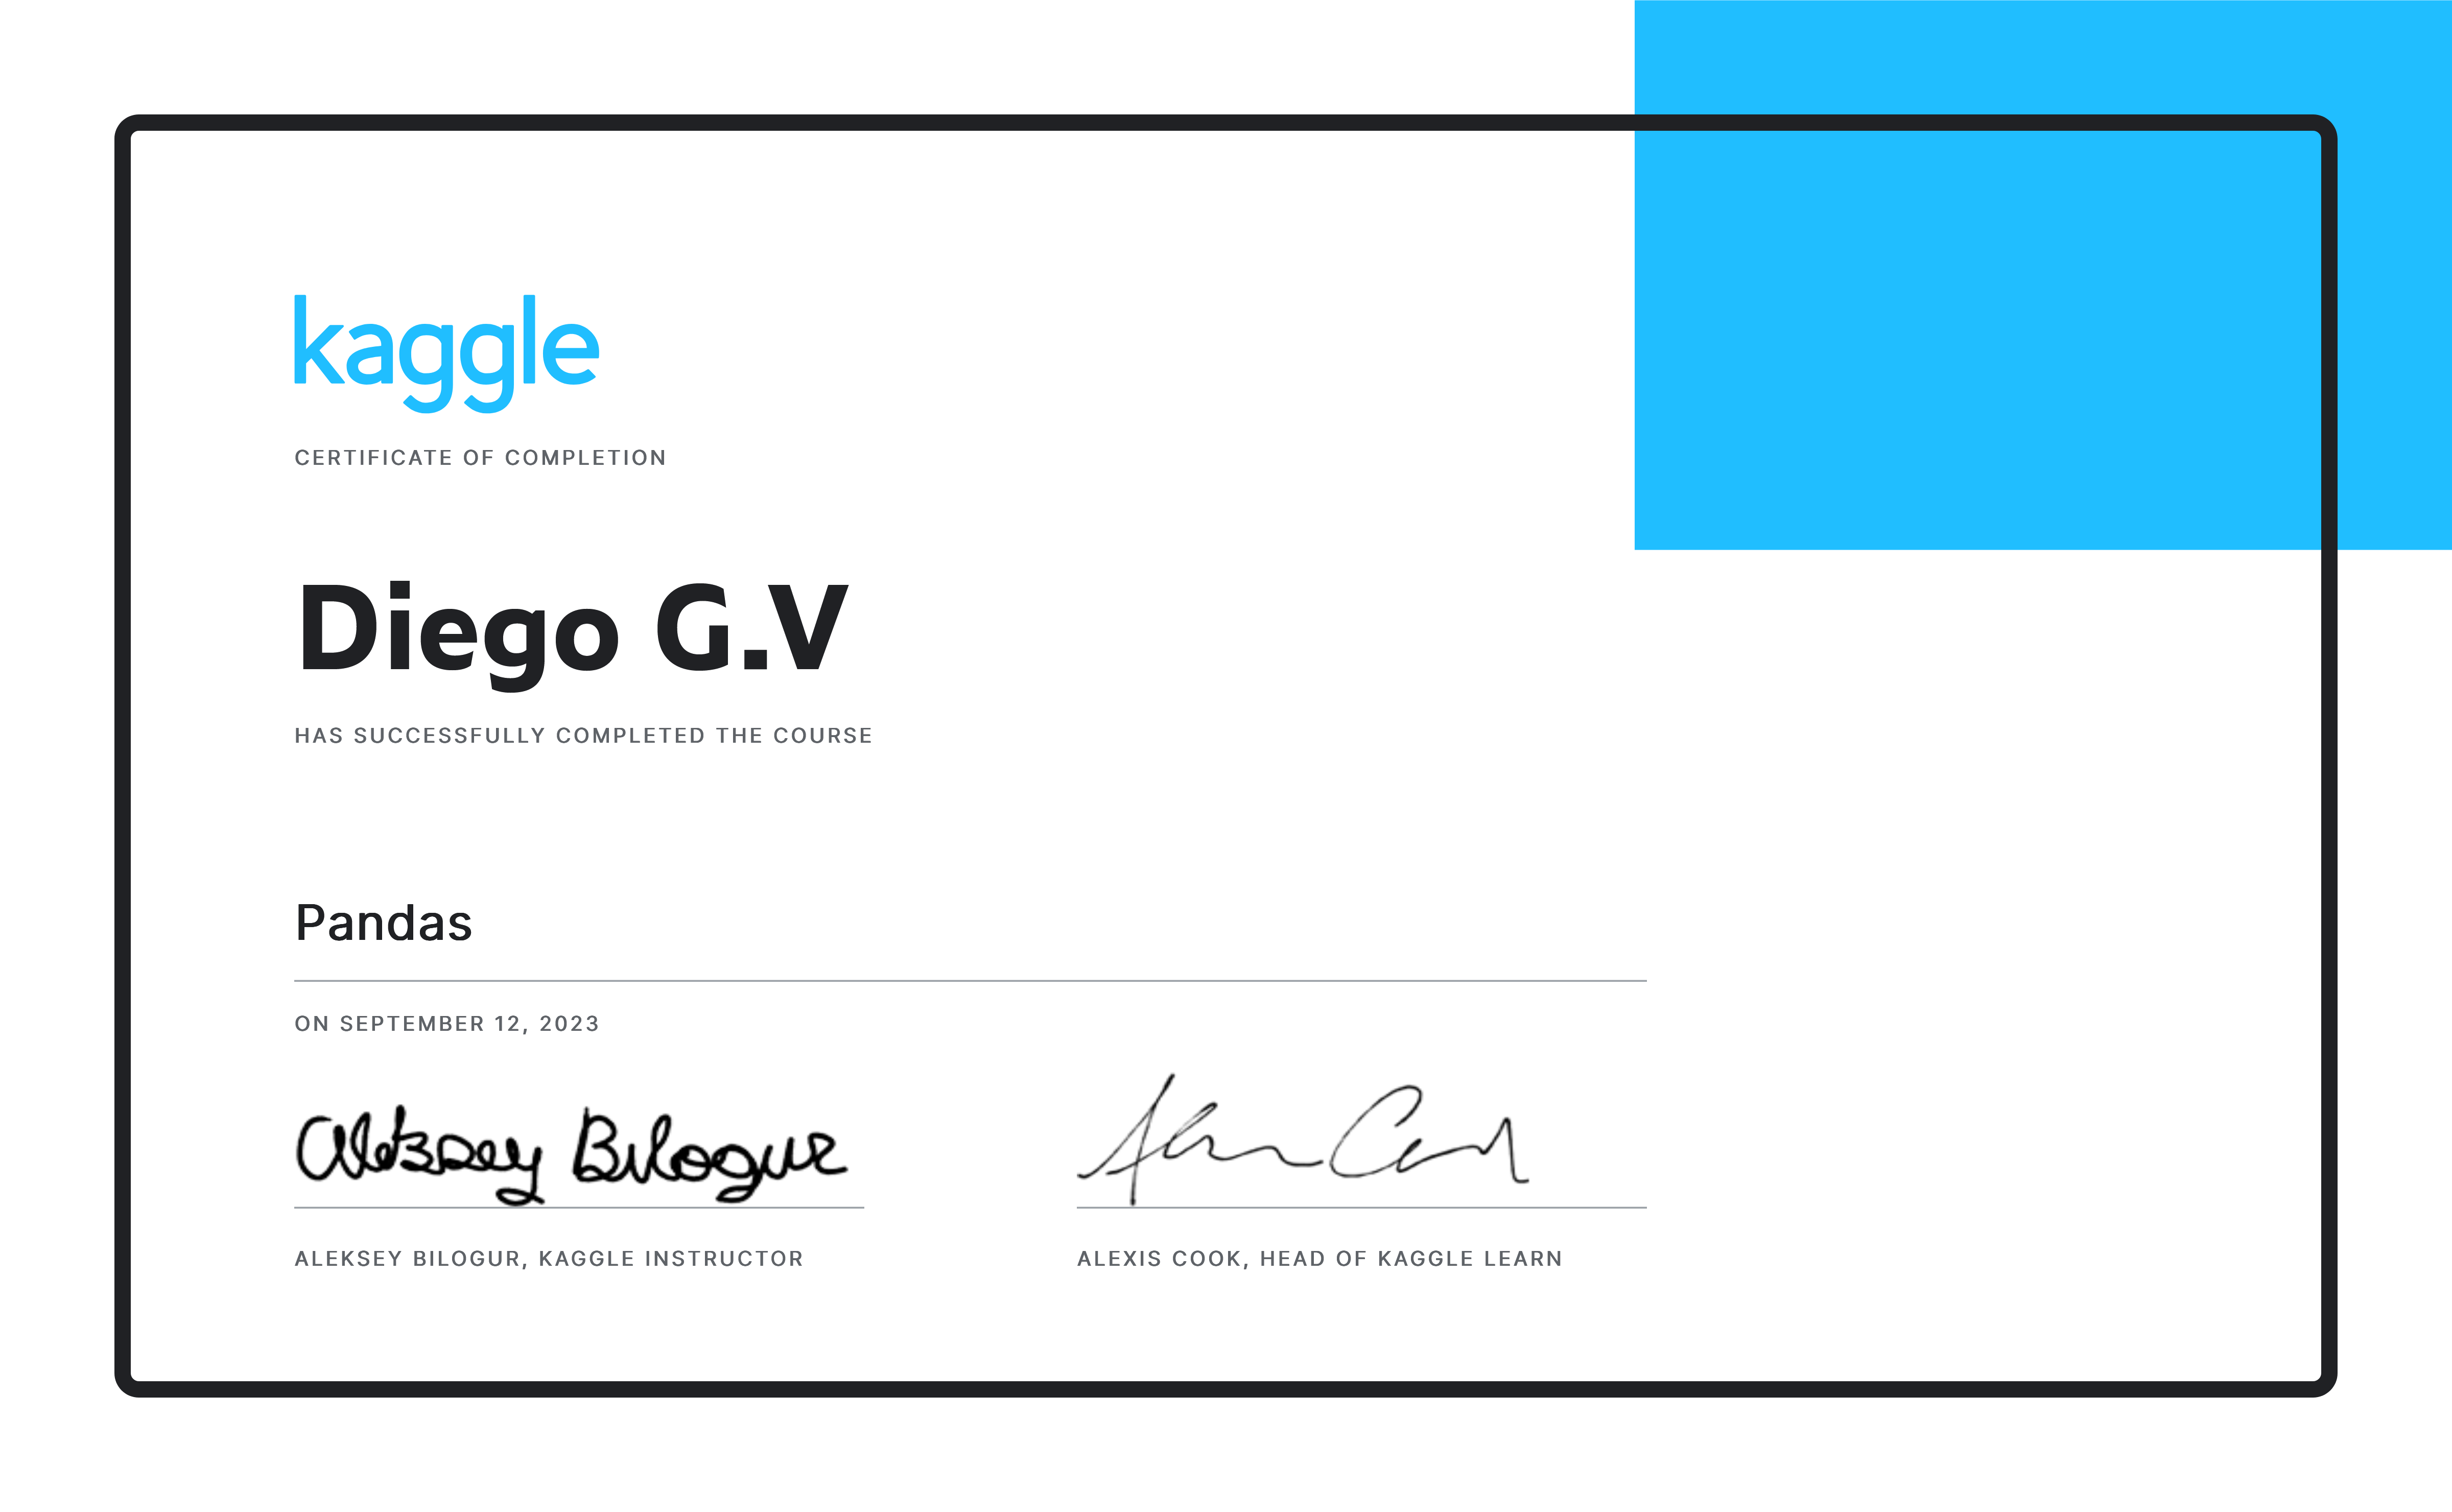 kaggle
CERTIFICATE OF COMPLETION
Diego G.V
HAS SUCCESSFULLY COMPLETED THE COURSE
Pandas
ON SEPTEMBER 12, 2023
Aleksey Bilogur
ALEKSEY BILOGUR, KAGGLE INSTRUCTOR
ALEXIS COOK, HEAD OF KAGGLE LEARN